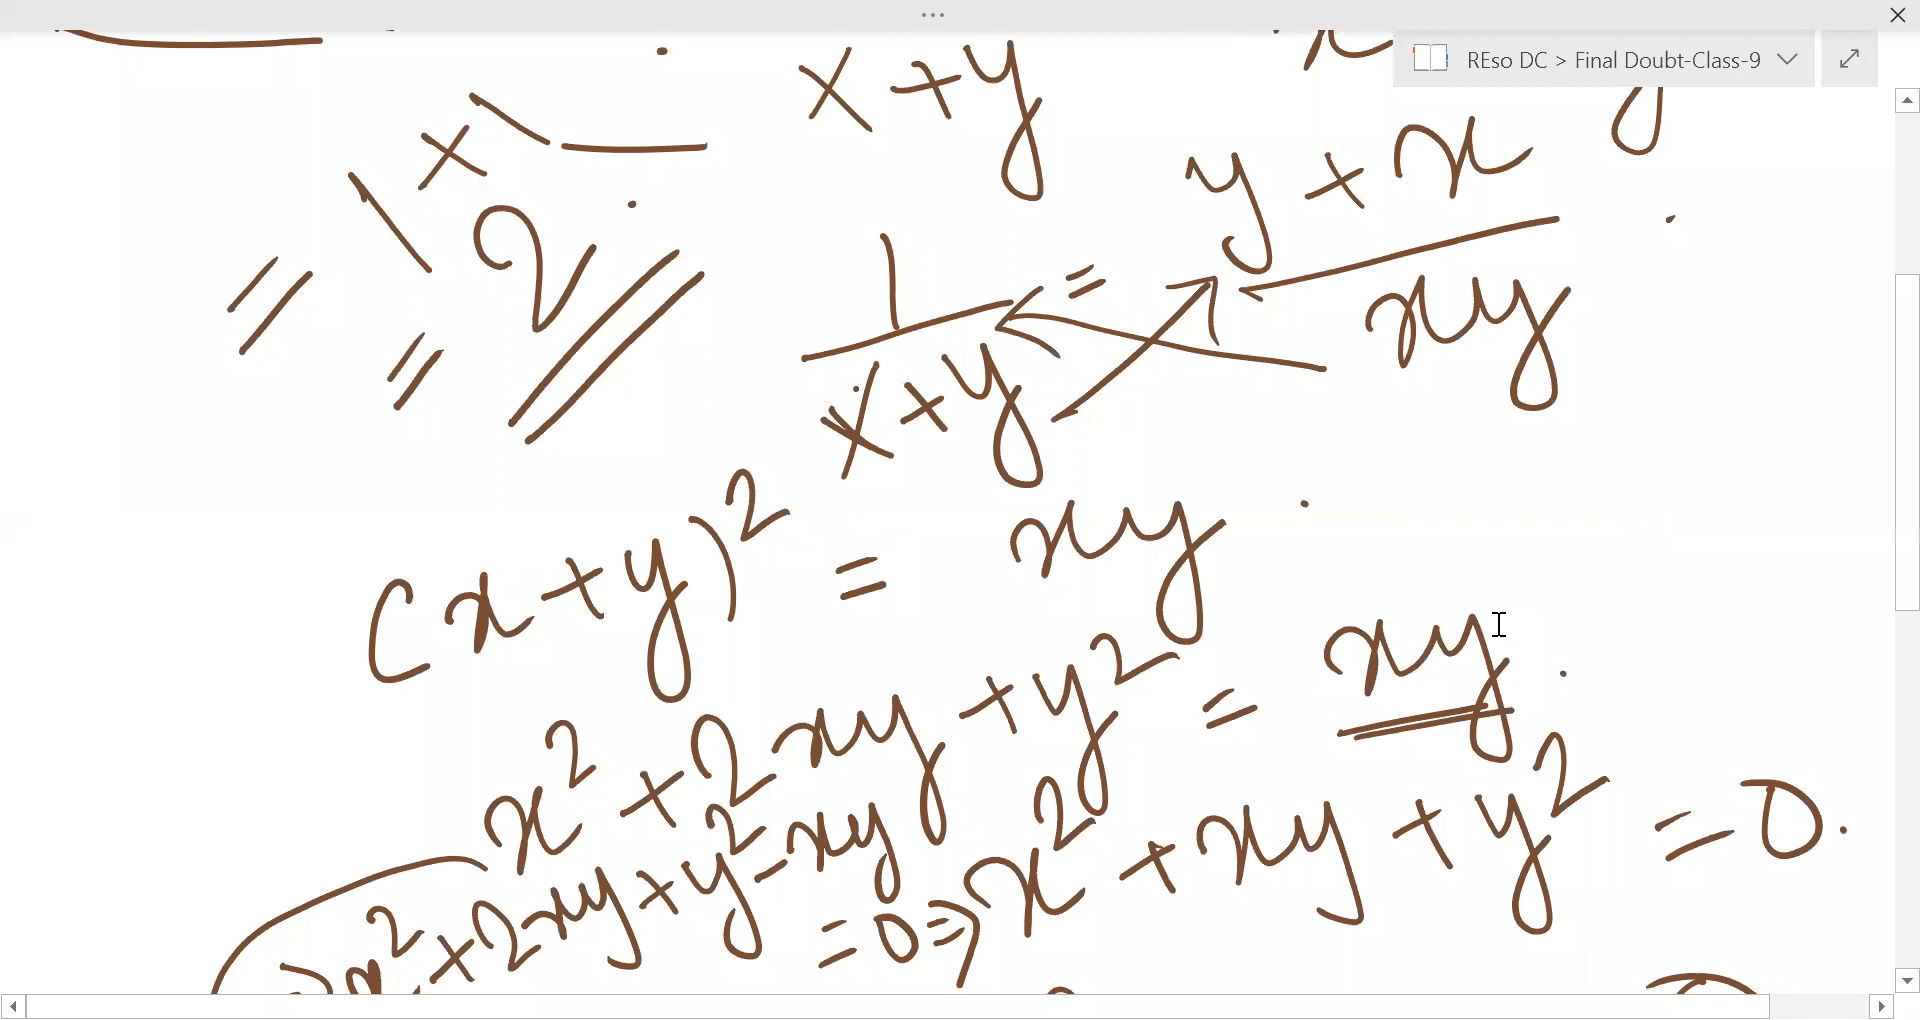 REso DC > Final Doubt-Class-9
x + y
y + x
1 x 1
= 2
1 = xy
x + y
(x + y)² = xy
x² + 2xy + y² = xy
x² + 2xy + y² - xy = 0 ⇒ x² + xy + y² = 0.